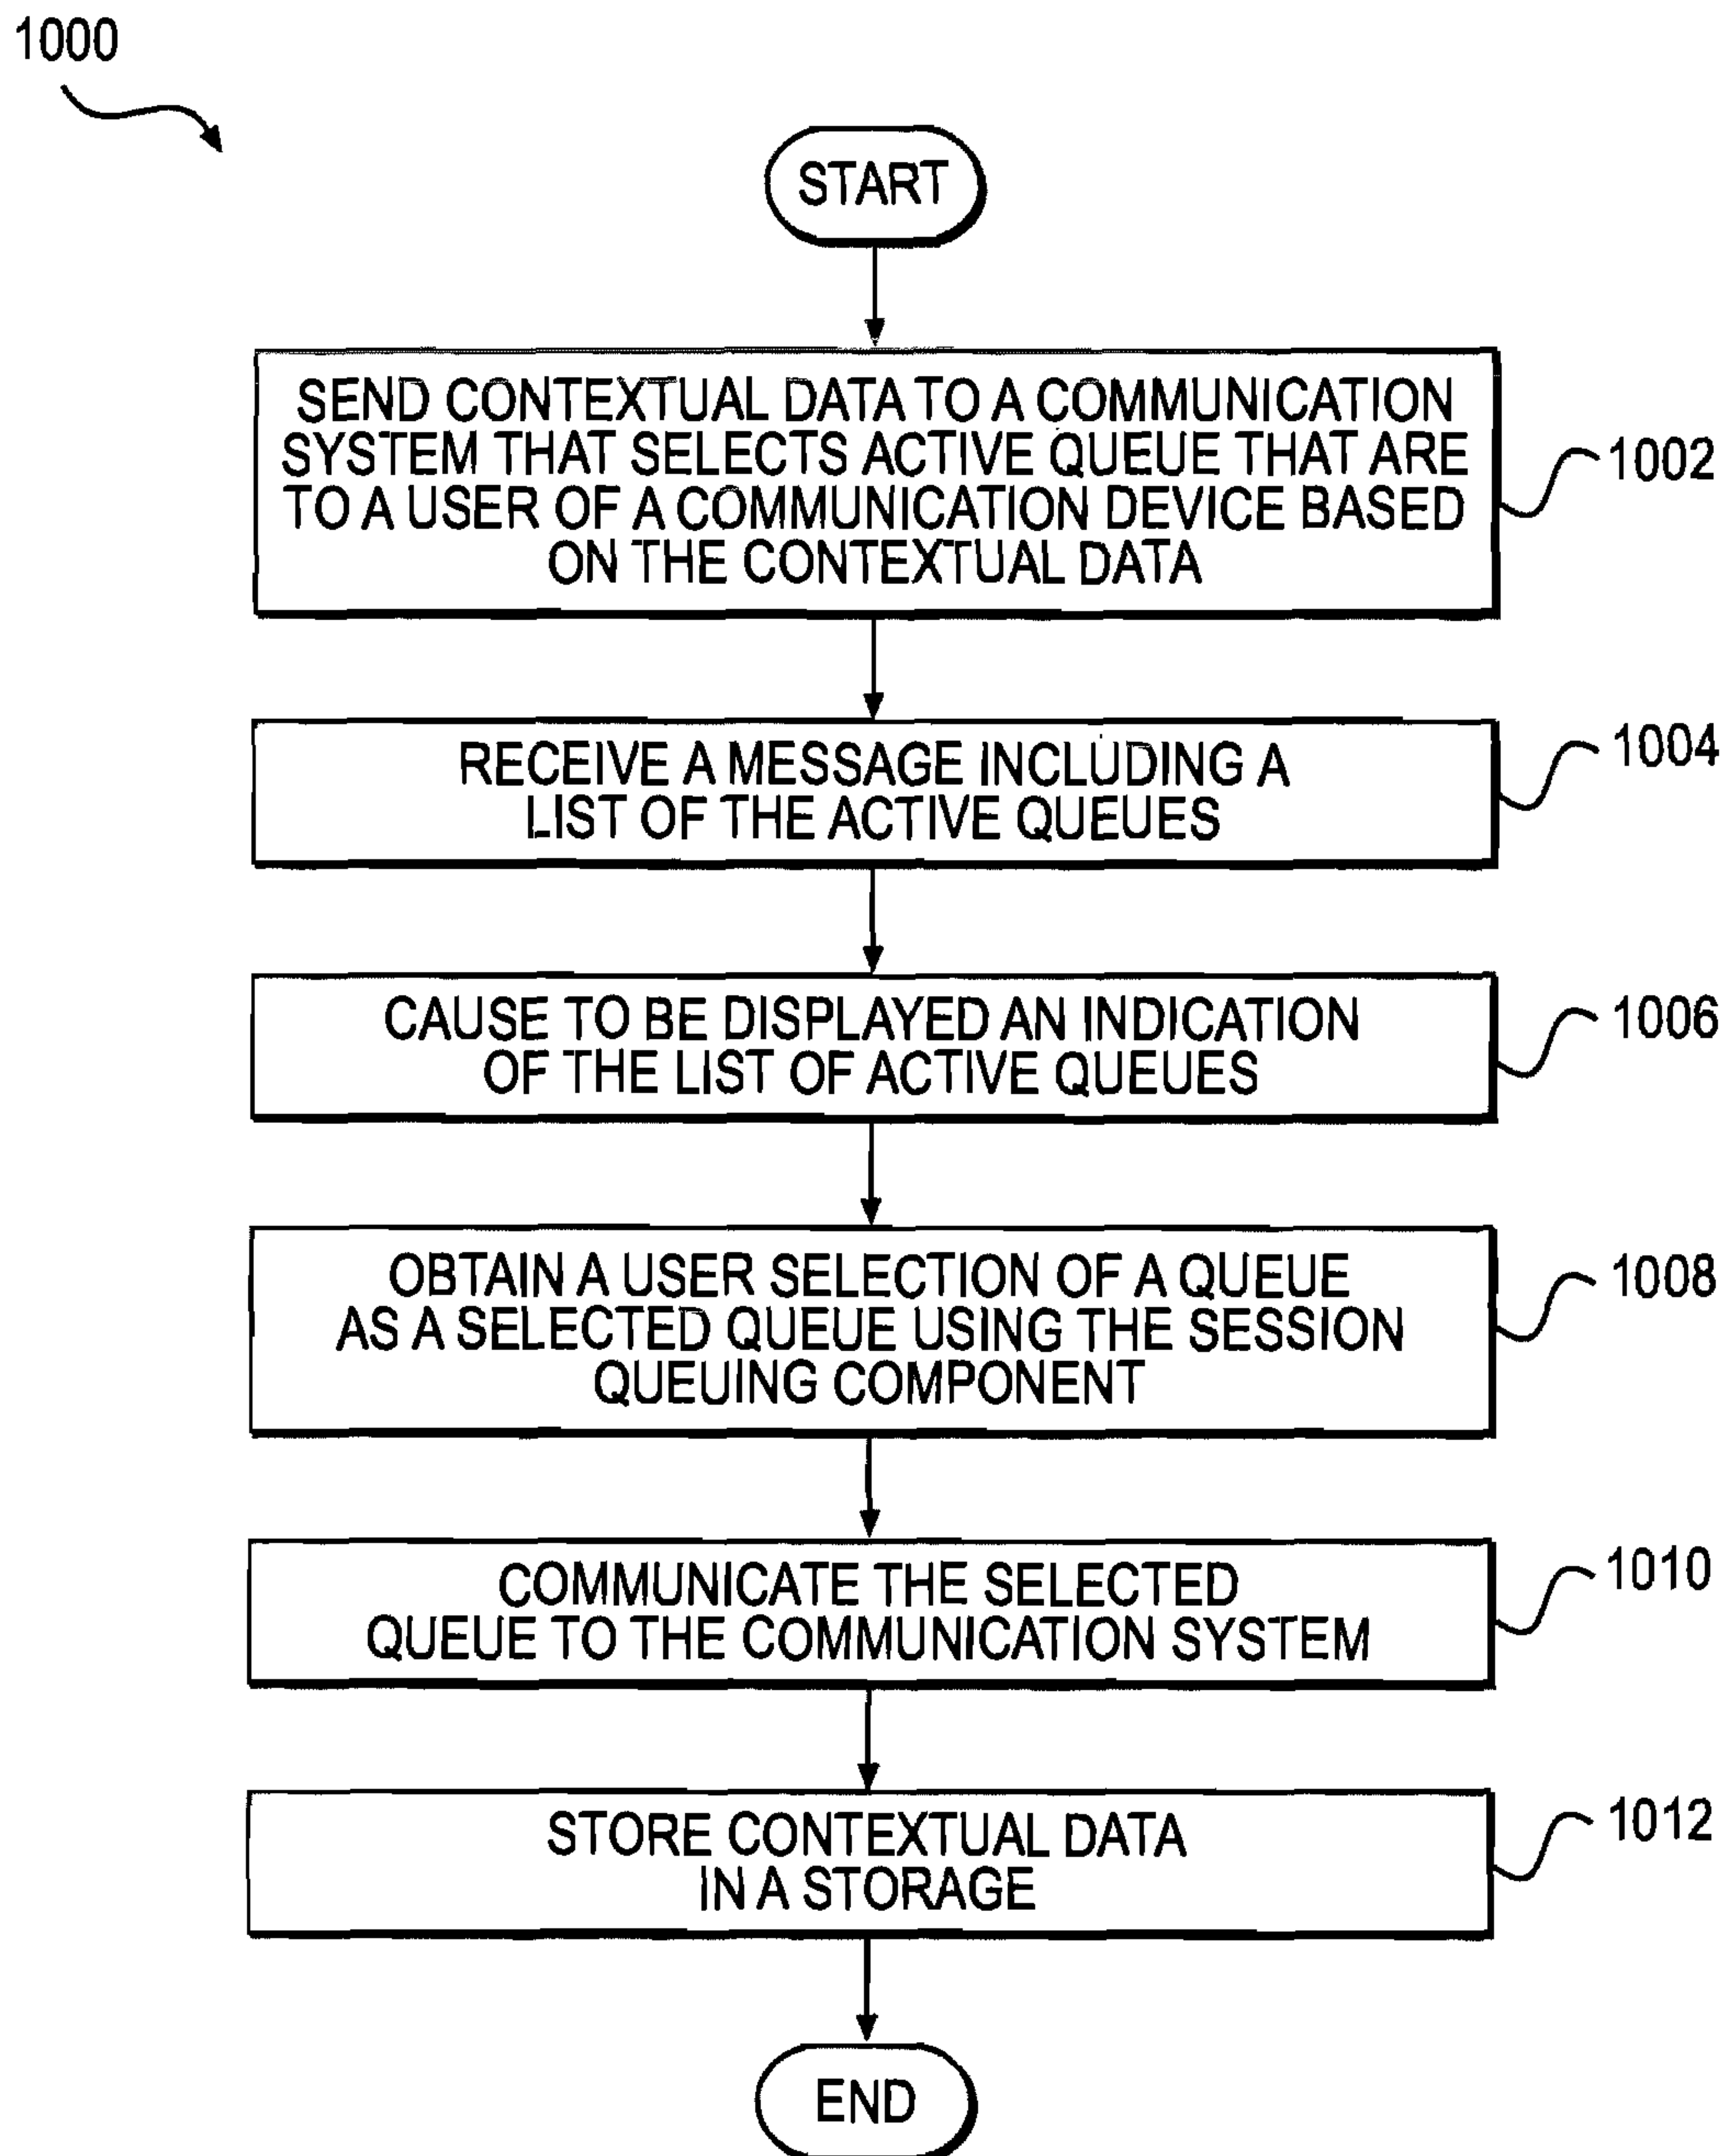 1000
START
SEND CONTEXTUAL DATA TO A COMMUNICATION
SYSTEM THAT SELECTS ACTIVE QUEUE THAT ARE
TO A USER OF A COMMUNICATION DEVICE BASED
ON THE CONTEXTUAL DATA
1002
RECEIVE A MESSAGE INCLUDING A
LIST OF THE ACTIVE QUEUES
1004
CAUSE TO BE DISPLAYED AN INDICATION
OF THE LIST OF ACTIVE QUEUES
1006
OBTAIN A USER SELECTION OF A QUEUE
AS A SELECTED QUEUE USING THE SESSION
QUEUING COMPONENT
1008
COMMUNICATE THE SELECTED
QUEUE TO THE COMMUNICATION SYSTEM
1010
STORE CONTEXTUAL DATA
IN A STORAGE
1012
END